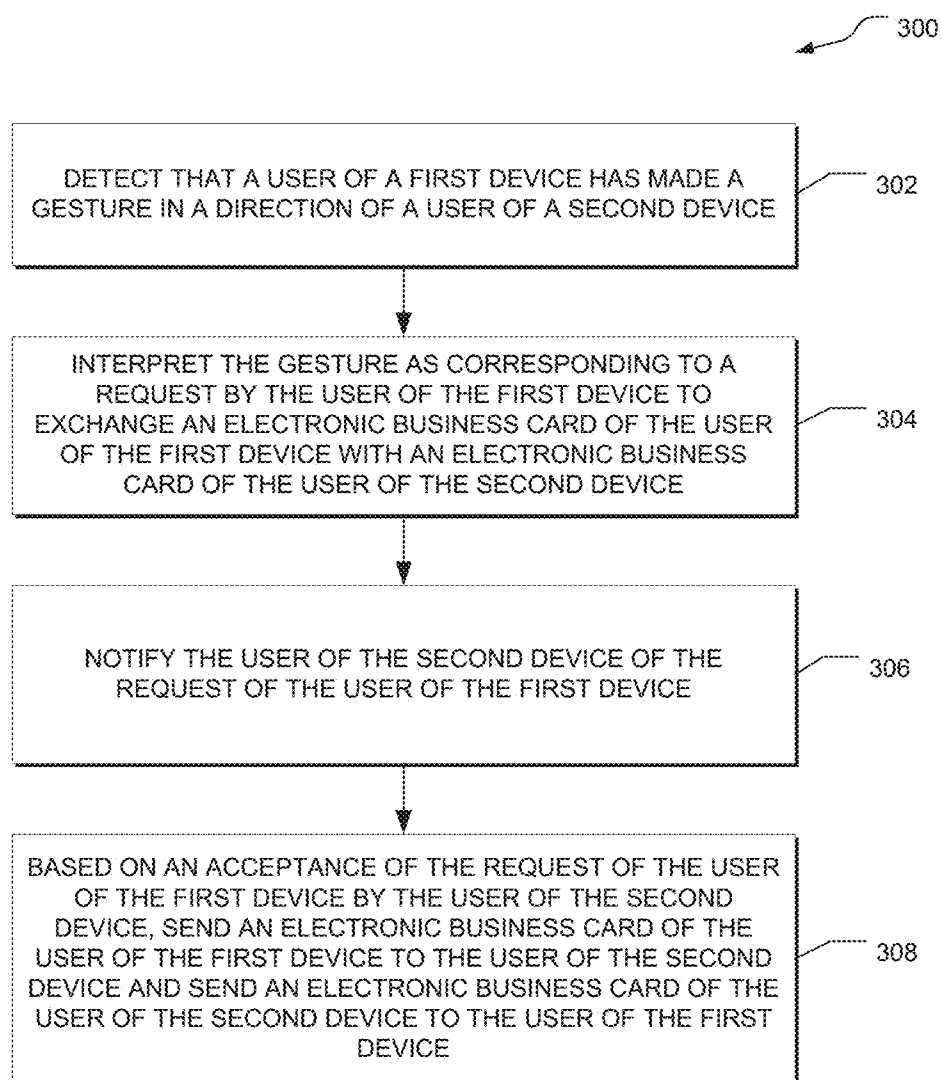 300
DETECT THAT A USER OF A FIRST DEVICE HAS MADE A
GESTURE IN A DIRECTION OF A USER OF A SECOND DEVICE
302
INTERPRET THE GESTURE AS CORRESPONDING TO A
REQUEST BY THE USER OF THE FIRST DEVICE TO
EXCHANGE AN ELECTRONIC BUSINESS CARD OF THE USER
OF THE FIRST DEVICE WITH AN ELECTRONIC BUSINESS
CARD OF THE USER OF THE SECOND DEVICE
304
NOTIFY THE USER OF THE SECOND DEVICE OF THE
REQUEST OF THE USER OF THE FIRST DEVICE
306
BASED ON AN ACCEPTANCE OF THE REQUEST OF THE USER
OF THE FIRST DEVICE BY THE USER OF THE SECOND
DEVICE, SEND AN ELECTRONIC BUSINESS CARD OF THE
USER OF THE FIRST DEVICE TO THE USER OF THE SECOND
DEVICE AND SEND AN ELECTRONIC BUSINESS CARD OF THE
USER OF THE SECOND DEVICE TO THE USER OF THE FIRST
DEVICE
308